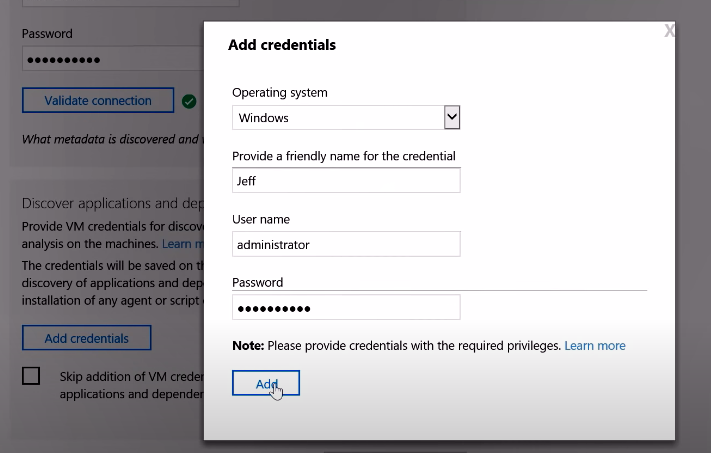 Password
●●●●●●●●●●
Validate connection
What metadata is discovered and
Discover applications and dep
Provide VM credentials for discov
analysis on the machines. Learn m
The credentials will be saved on th
discovery of applications and dep
installation of any agent or script
Add credentials
Skip addition of VM creder
applications and dependen
X
Add credentials
Operating system
Windows
Provide a friendly name for the credential
Jeff
User name
administrator
Password
●●●●●●●●●●
Note: Please provide credentials with the required privileges. Learn more
Add